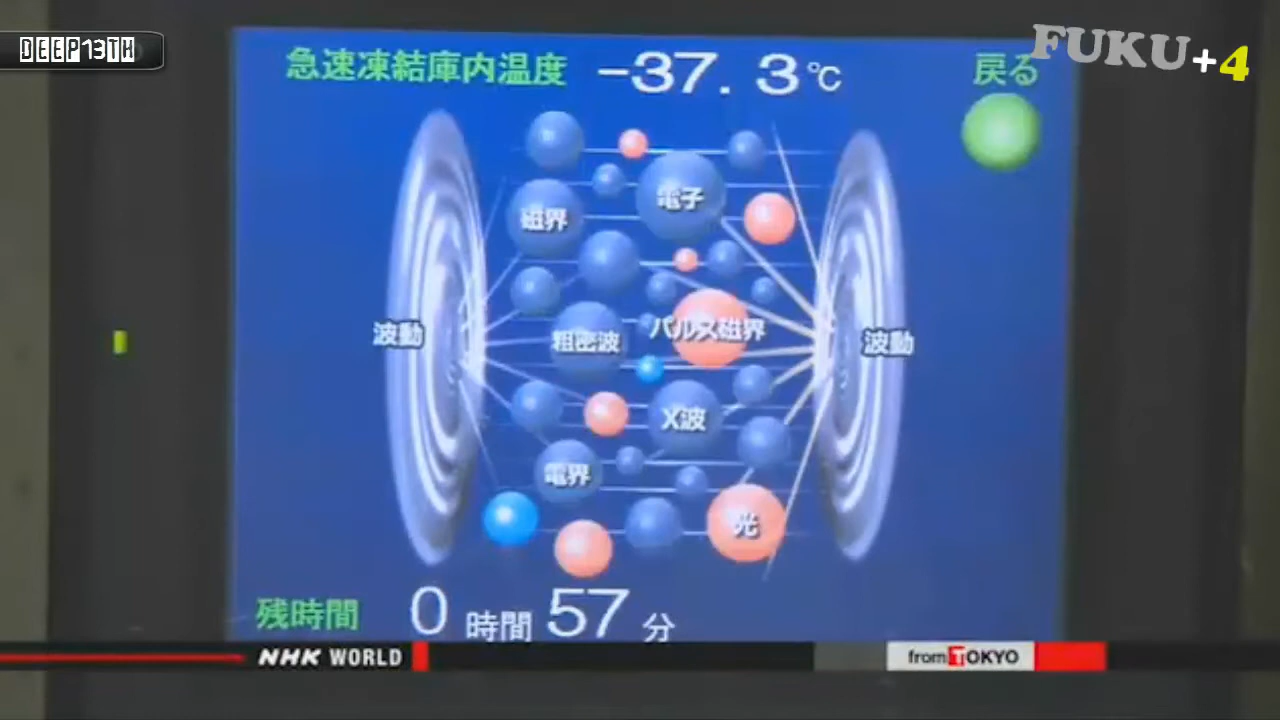 DEEP13TH
FUKU+4
急速凍結庫内温度 -37.3℃
戻る
電子
磁界
パルス磁界
粗密波
波動
波動
X波
電界
光
残時間 0時間57分
NHK WORLD
from TOKYO